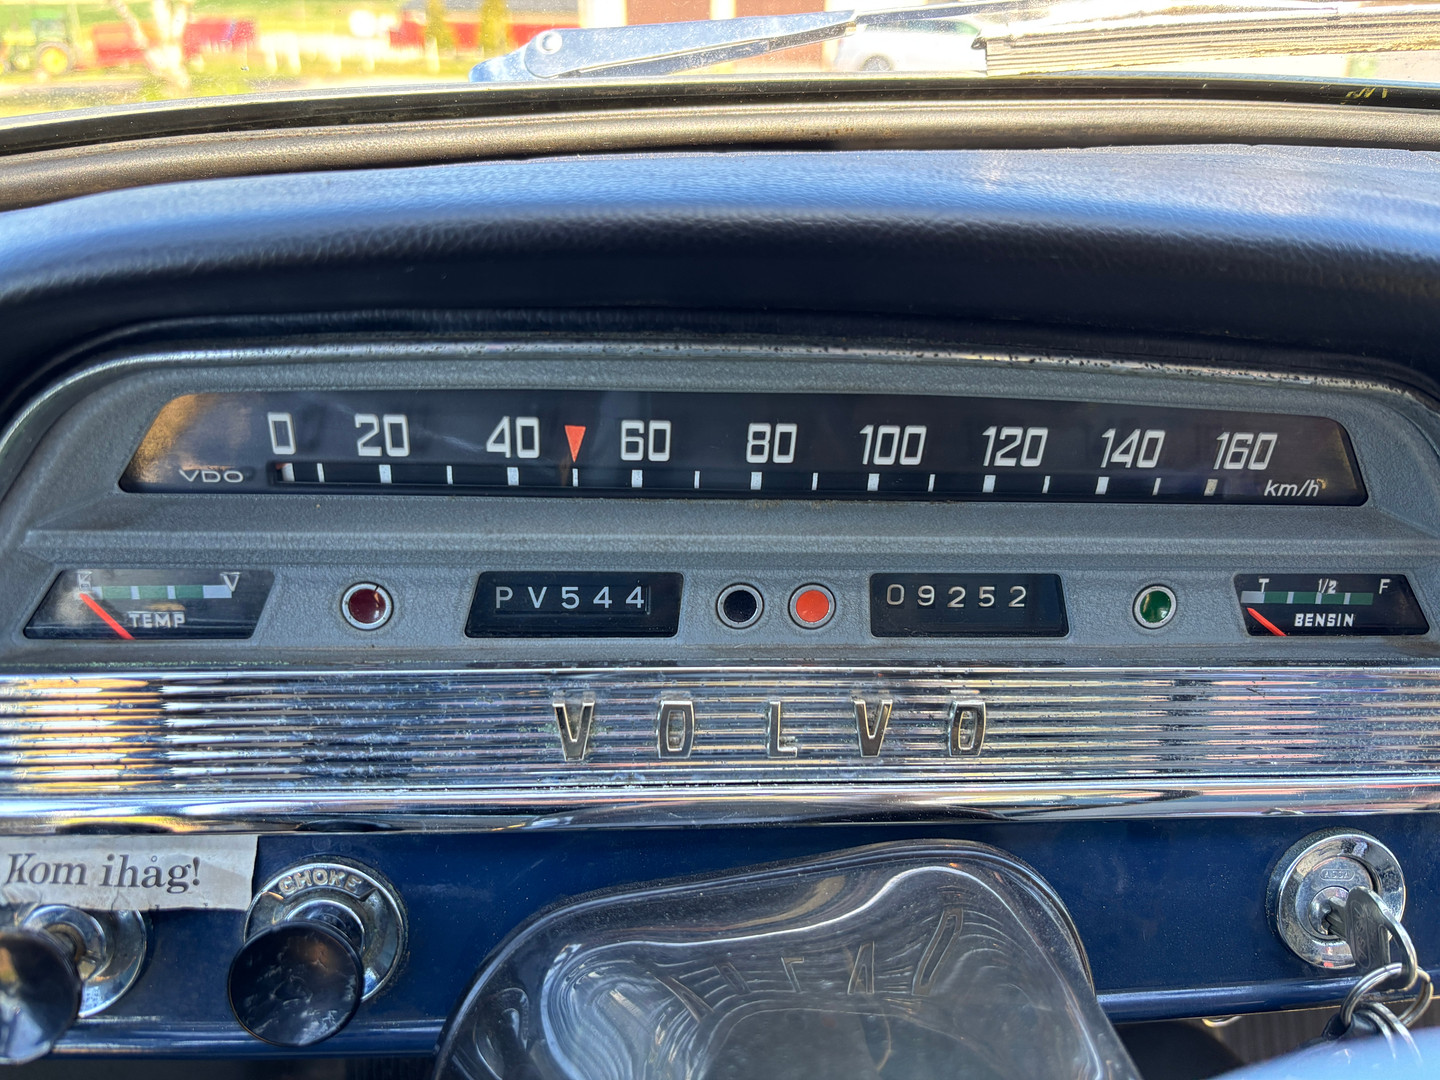 0 20 40 60 80 100 120 140 160
VDO km/h
K V
TEMP
PV544
09252
T 1/2 F
BENSIN
VOLVO
Kom ihåg!
CHOKE